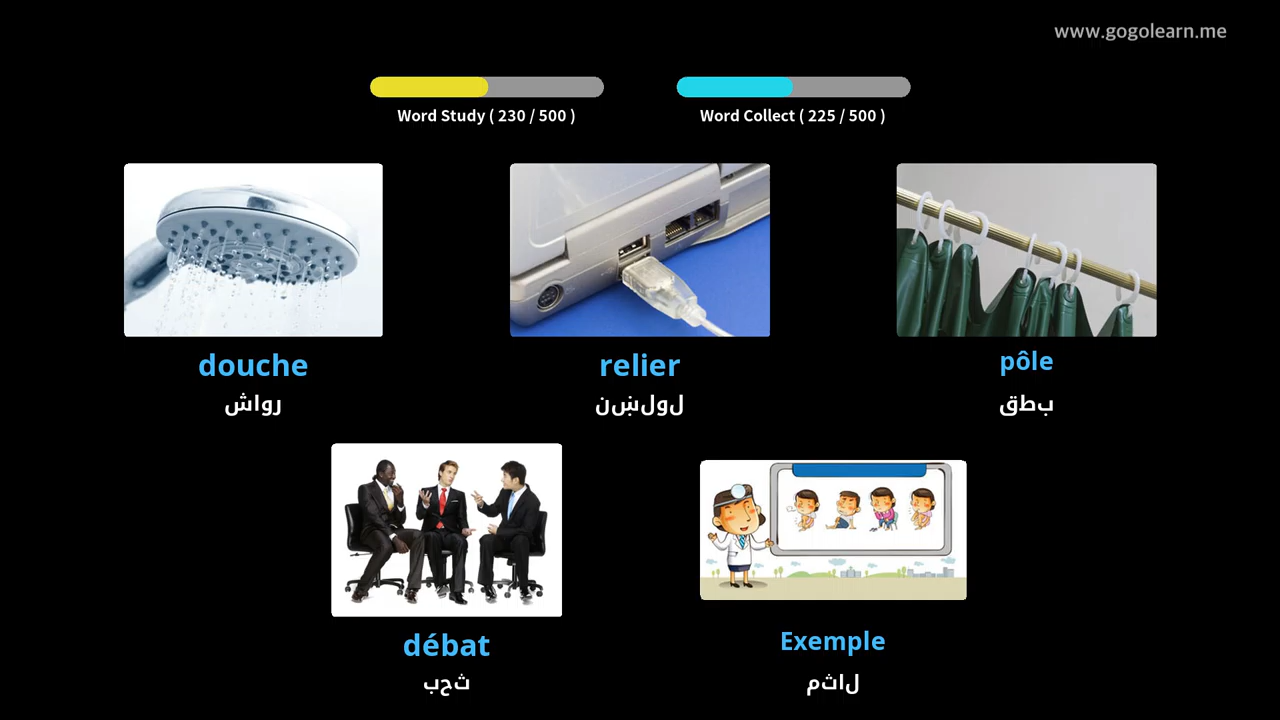 www.gogolearn.me
Word Study ( 230 / 500 )
Word Collect ( 225 / 500 )
douche
رواش
relier
لولښن
pôle
بطق
débat
ثحب
Exemple
لاثم